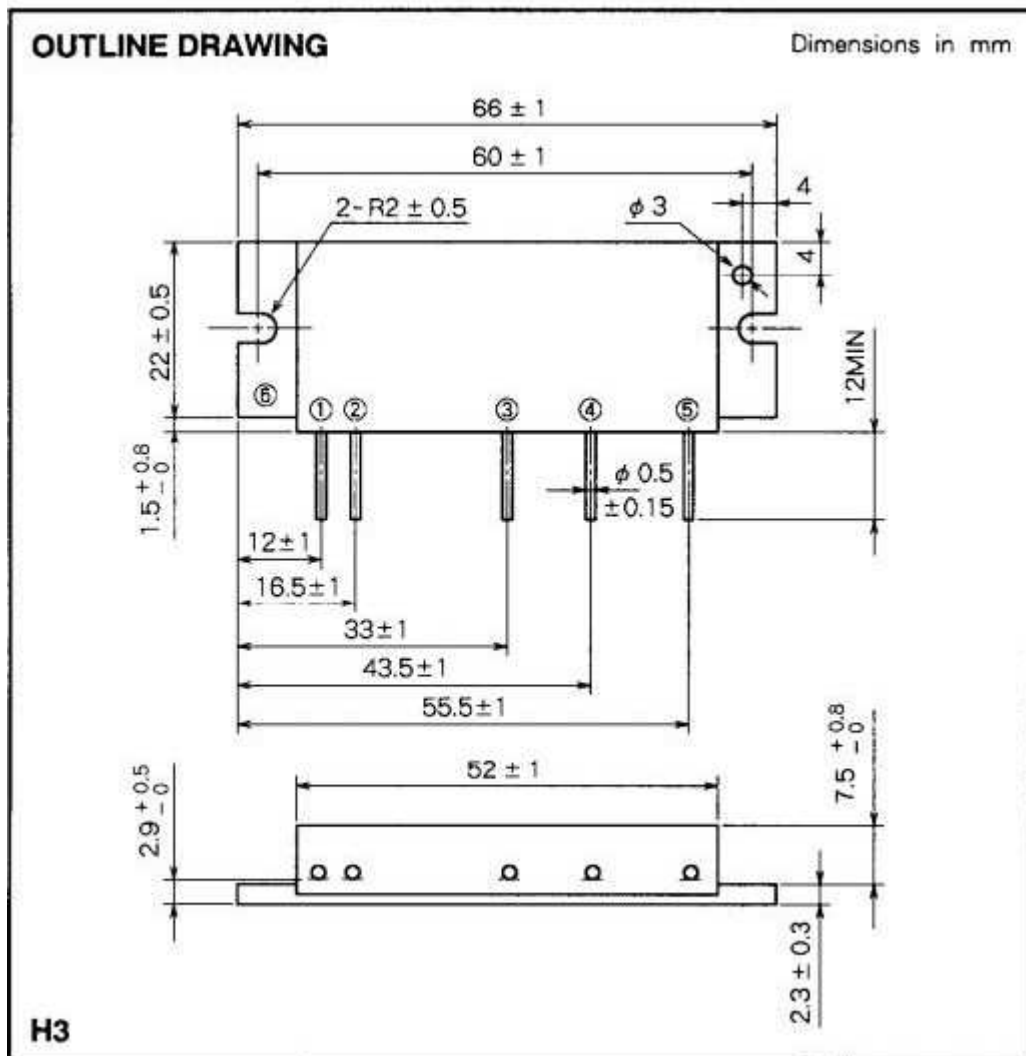 OUTLINE DRAWING
Dimensions in mm
66 ± 1
60 ± 1
4
2-R2 ± 0.5
ϕ 3
4
22 ± 0.5
12MIN
⑥
① ② ③ ④ ⑤
1.5 +0.8 -0
ϕ 0.5
±0.15
12±1
16.5±1
33±1
43.5±1
55.5±1
52 ± 1
7.5 +0.8 -0
2.9 +0.5 -0
2.3 ± 0.3
H3